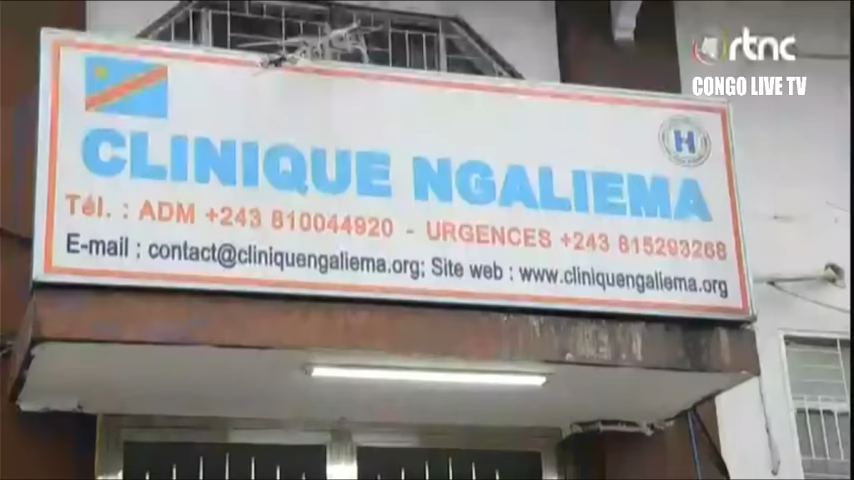 rtnc
CONGO LIVE TV
H
CLINIQUE NGALIEMA
Tél. : ADM +243 810044920 - URGENCES +243 815293268
E-mail : contact@cliniquengaliema.org; Site web : www.cliniquengaliema.org